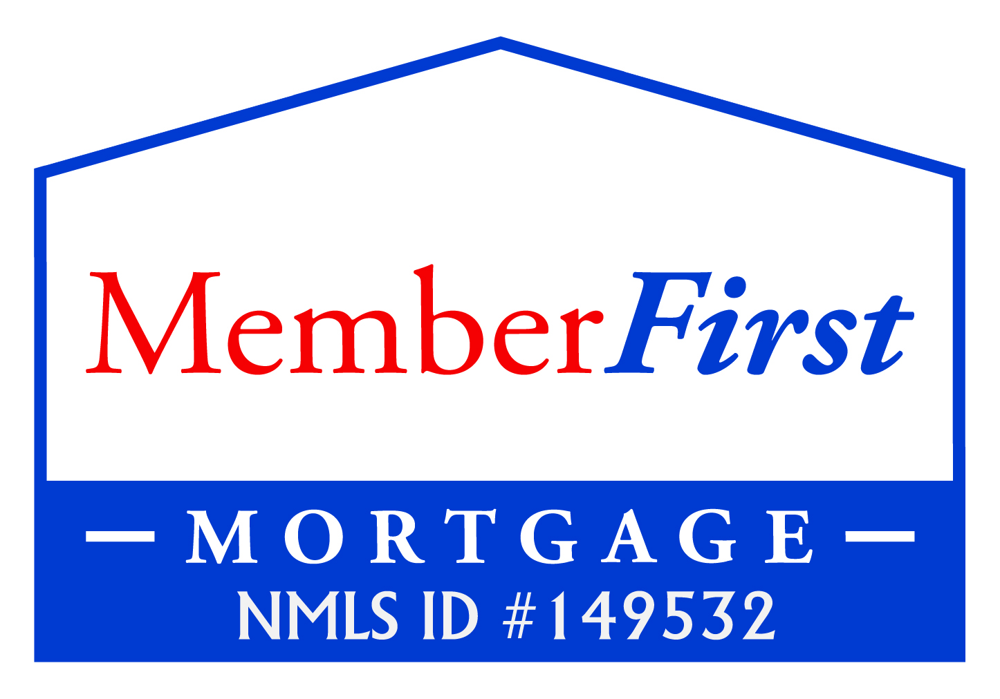 MemberFirst
— MORTGAGE —
NMLS ID #149532